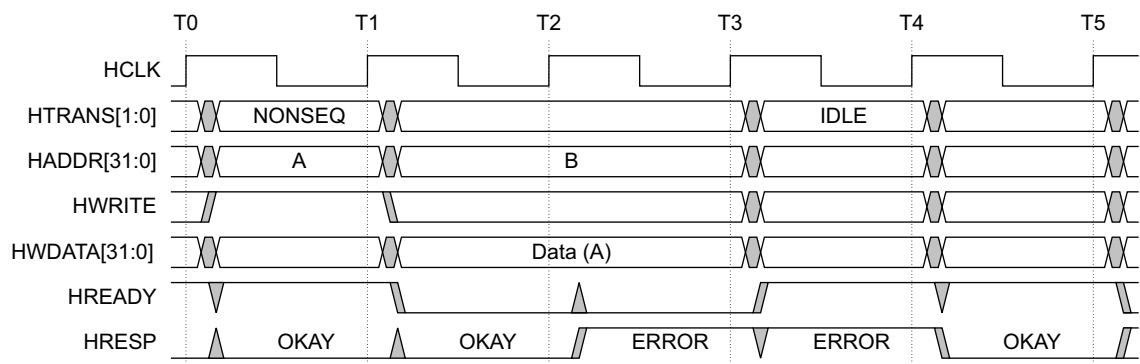 T0 T1 T2 T3 T4 T5
HCLK
HTRANS[1:0] NONSEQ IDLE
HADDR[31:0] A B
HWRITE
HWDATA[31:0] Data (A)
HREADY
HRESP OKAY OKAY ERROR ERROR OKAY